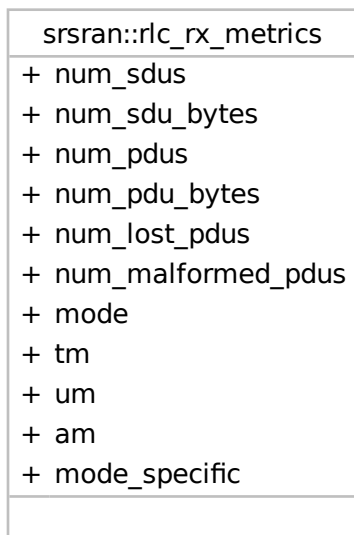 srsran::rlc_rx_metrics
+ num_sdus
+ num_sdu_bytes
+ num_pdus
+ num_pdu_bytes
+ num_lost_pdus
+ num_malformed_pdus
+ mode
+ tm
+ um
+ am
+ mode_specific